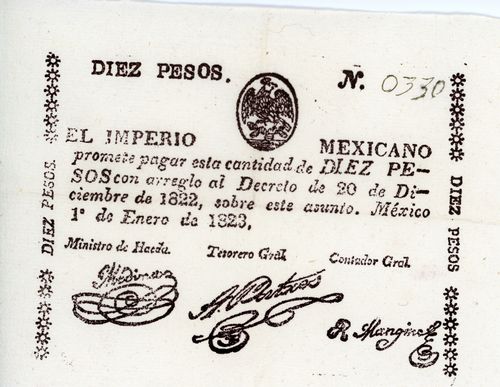 DIEZ PESOS.
N. 0330
EL IMPERIO MEXICANO
promete pagar esta cantidad de DIEZ PE-
SOS con arreglo al Decreto de 20 de Di-
ciembre de 1822, sobre este asunto. México
1º de Enero de 1823.
Ministro de Hacda. Tesorero Gral. Contador Gral.
R. Mangino
DIEZ PESOS.
DIEZ PESOS